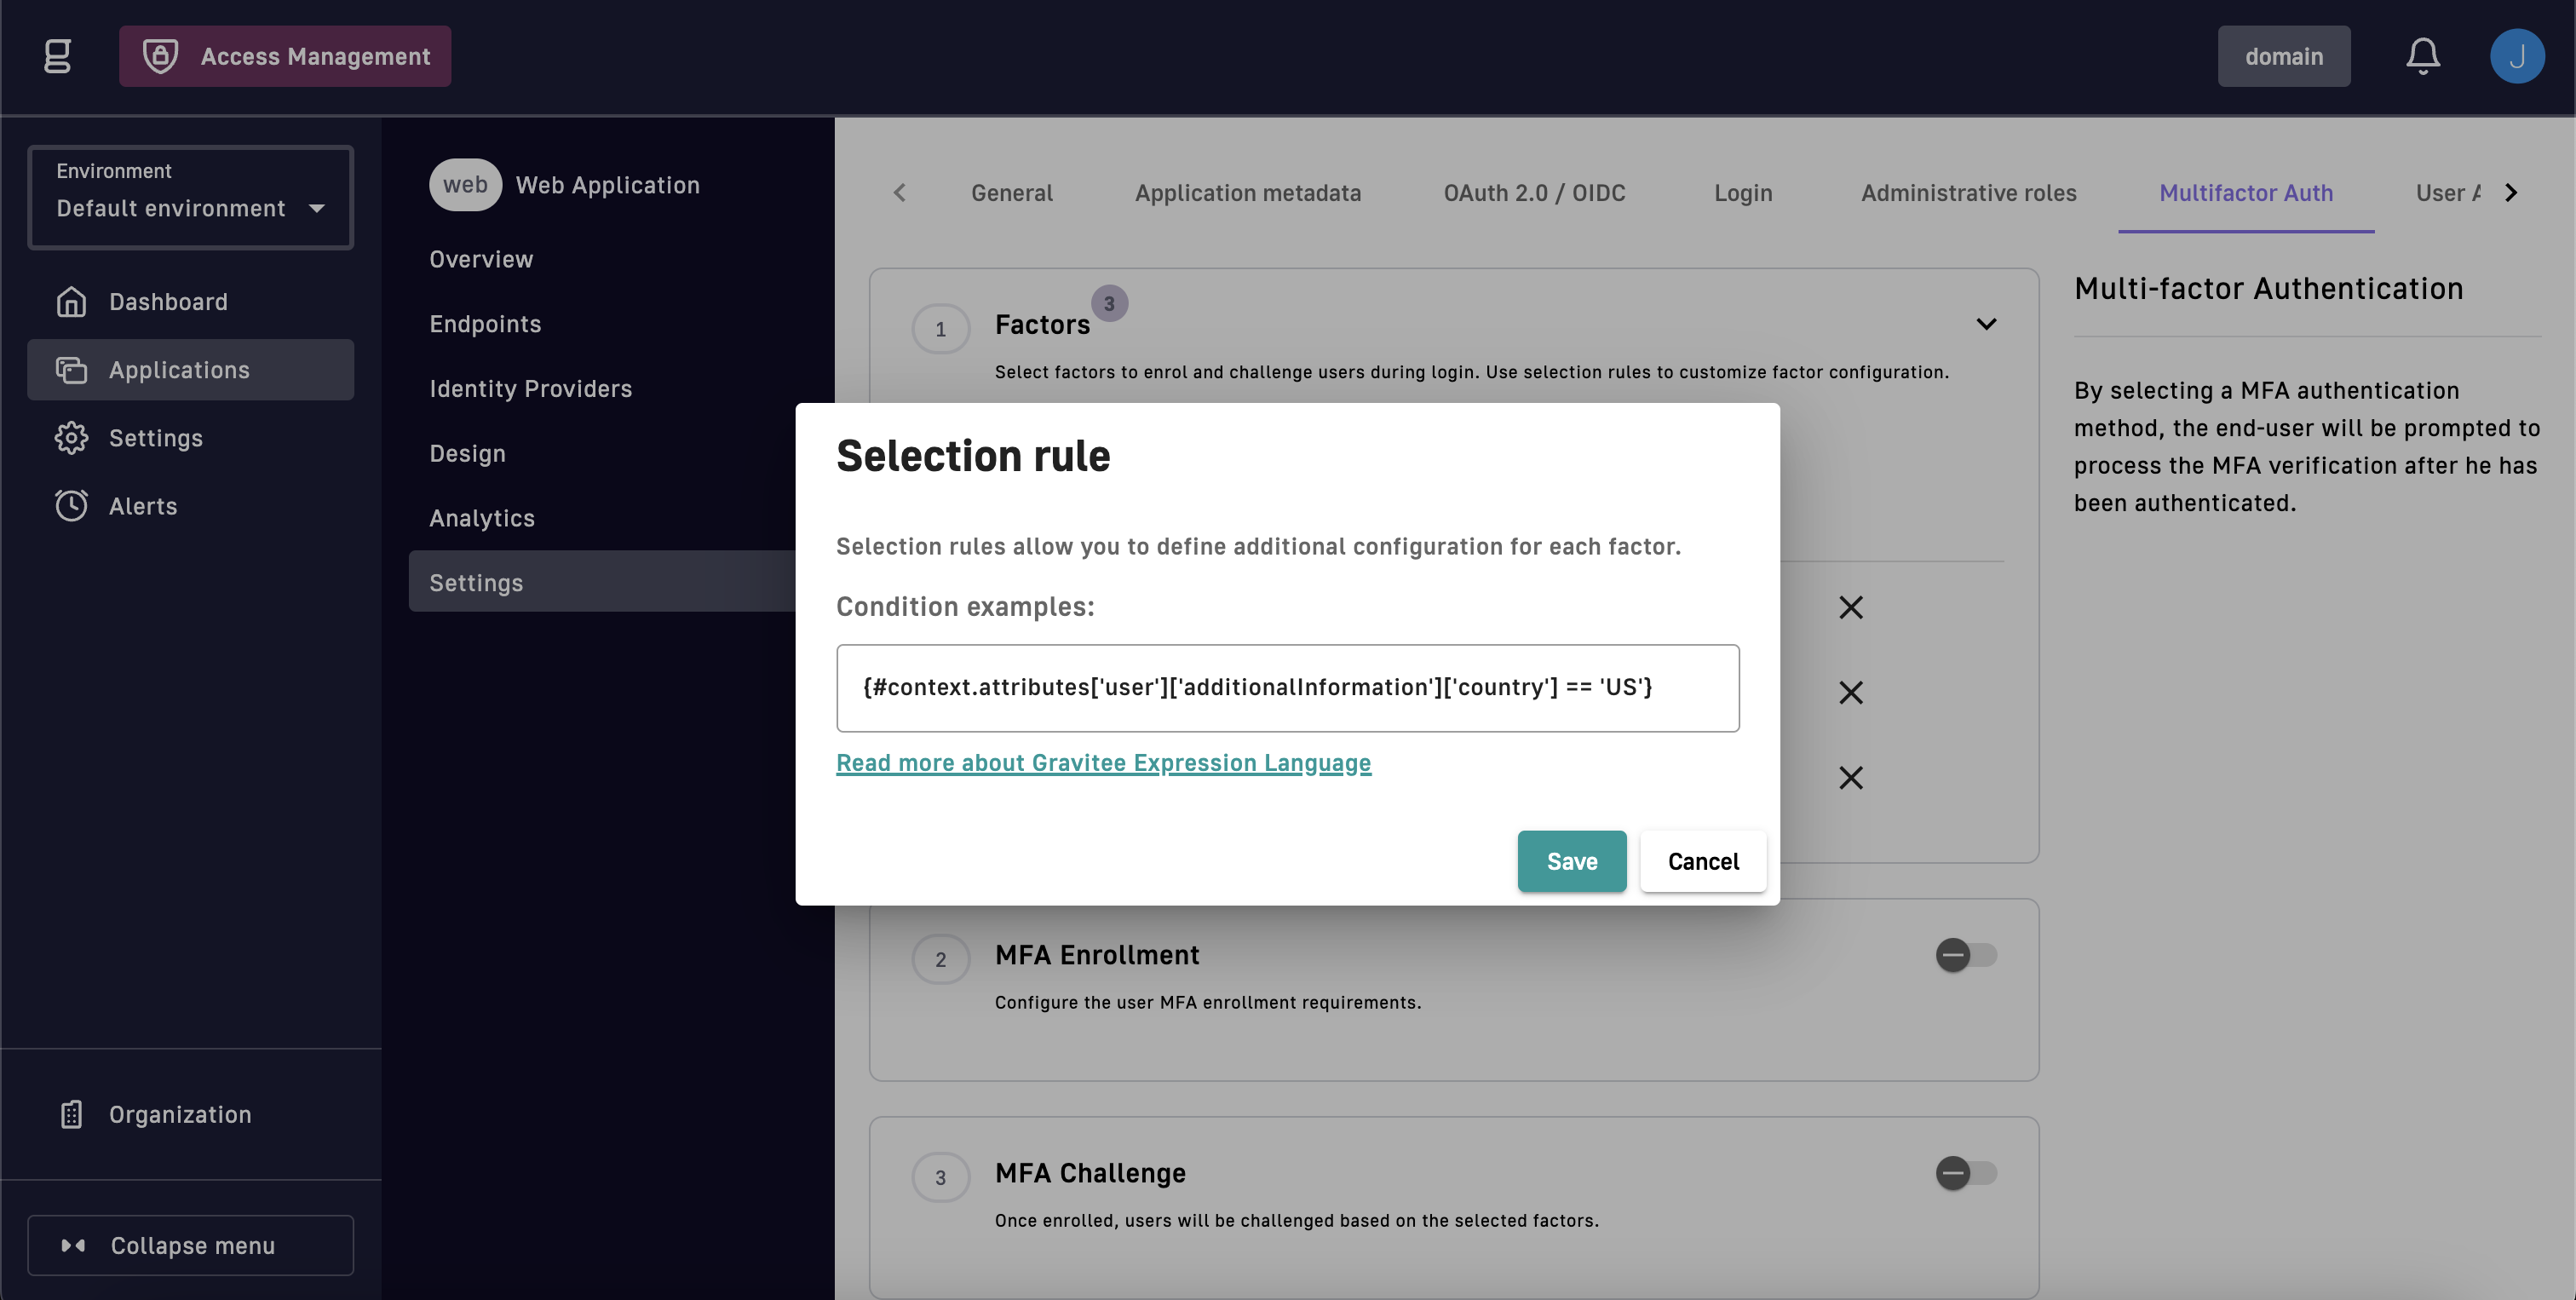 Access Management
domain
J
Environment
Default environment
Dashboard
Applications
Settings
Alerts
Organization
Collapse menu
web Web Application
Overview
Endpoints
Identity Providers
Design
Analytics
Settings
General
Application metadata
OAuth 2.0 / OIDC
Login
Administrative roles
Multifactor Auth
User
1
Factors
3
Select factors to enrol and challenge users during login. Use selection rules to customize factor configuration.
Selection rule
Selection rules allow you to define additional configuration for each factor.
Condition examples:
{#context.attributes['user']['additionalInformation']['country'] == 'US'}
Read more about Gravitee Expression Language
Save
Cancel
2
MFA Enrollment
Configure the user MFA enrollment requirements.
3
MFA Challenge
Once enrolled, users will be challenged based on the selected factors.
Multi-factor Authentication
By selecting a MFA authentication
method, the end-user will be prompted to
process the MFA verification after he has
been authenticated.